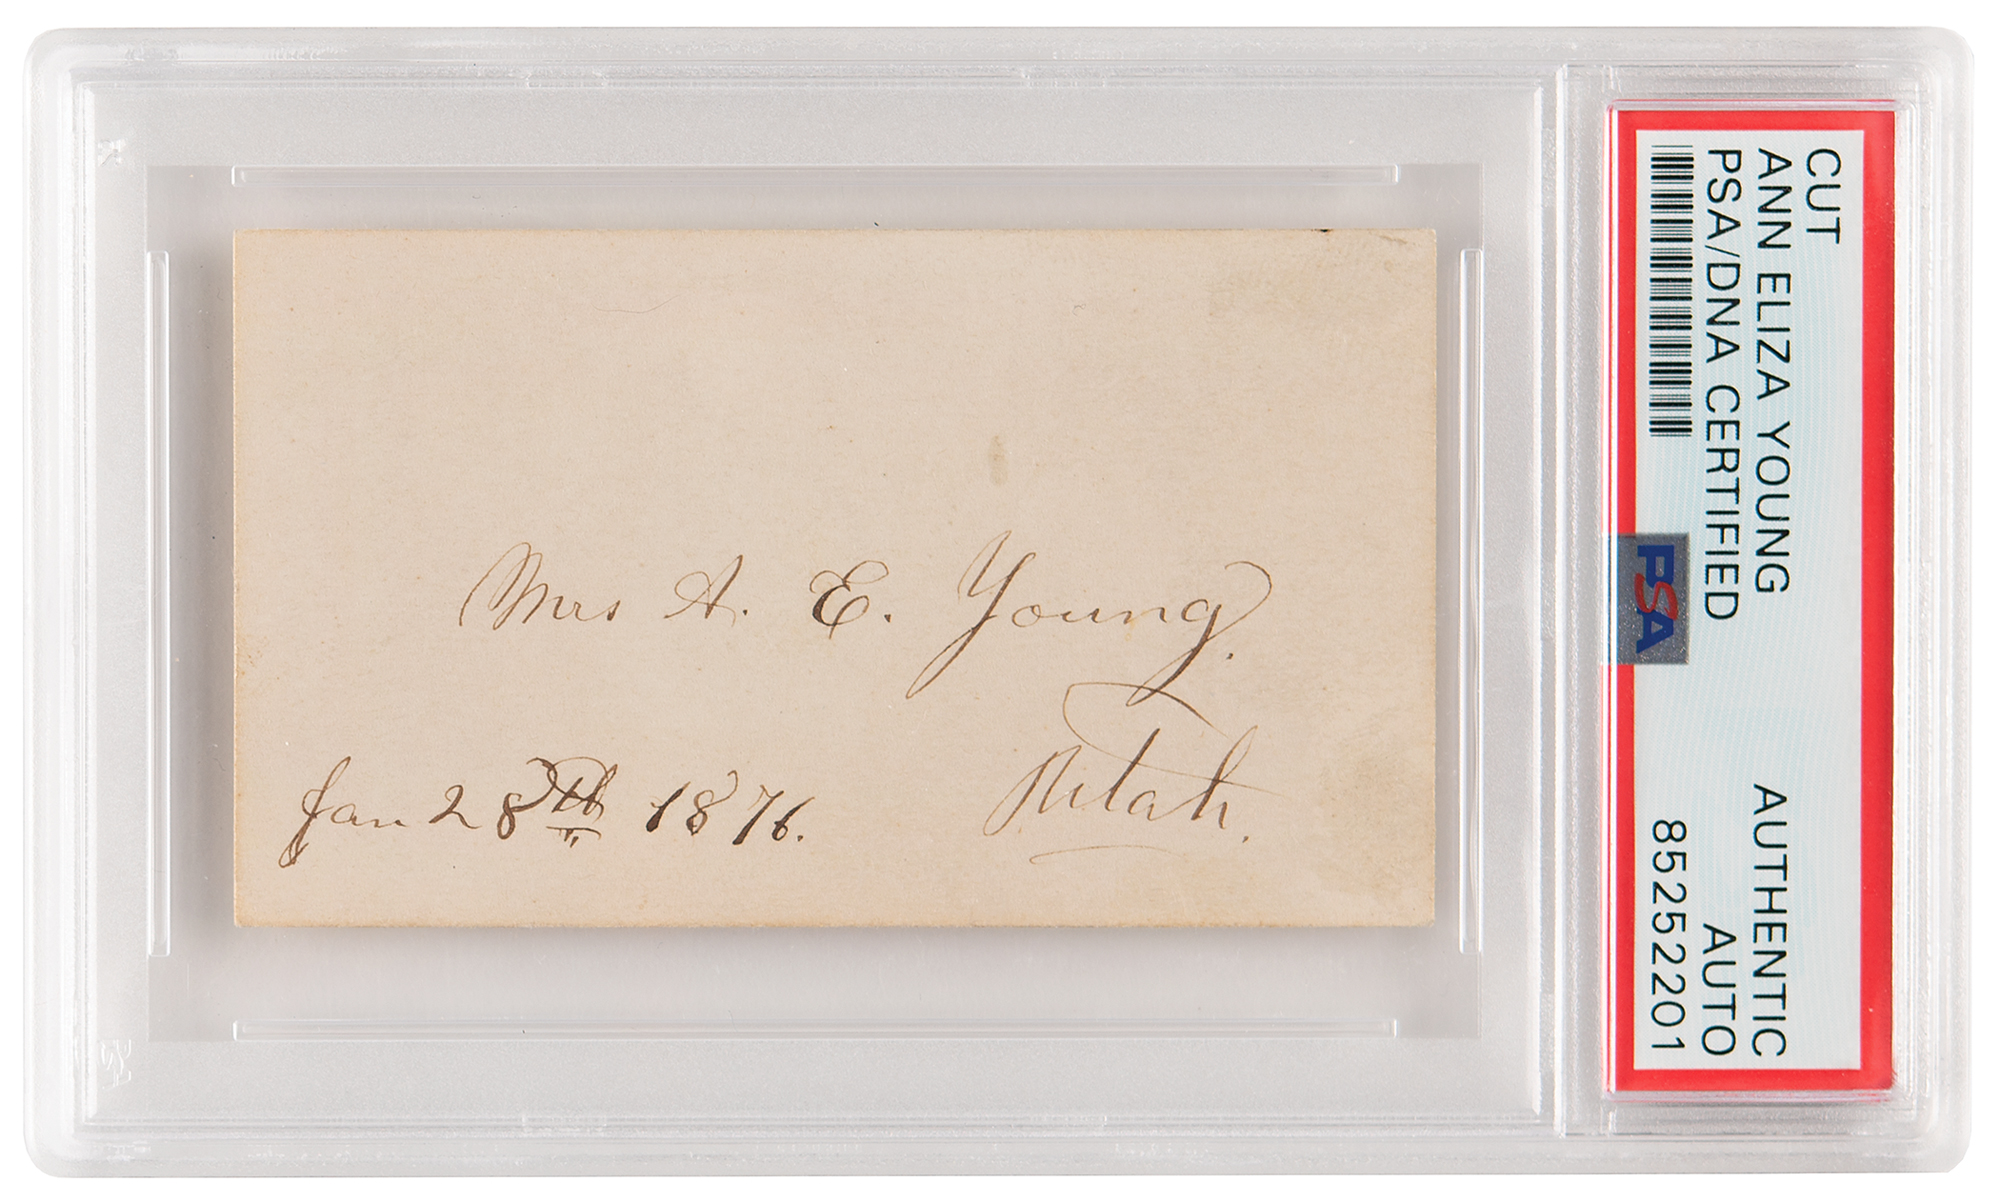 Mrs A. E. Young.
Utah.
Jan 28th 1876.
CUT
ANN ELIZA YOUNG
PSA/DNA CERTIFIED
AUTHENTIC
AUTO
85252201
PSA